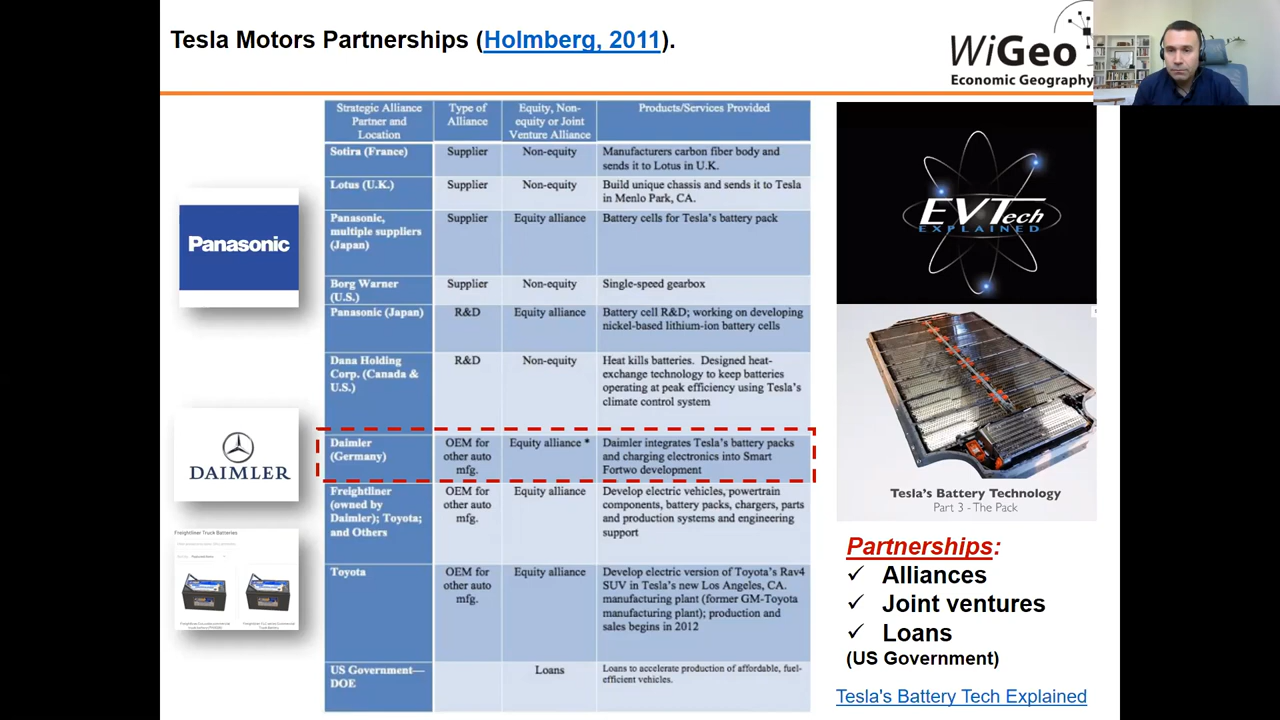 Tesla Motors Partnerships (Holmberg, 2011).
WiGeo
Economic Geography
Strategic Alliance Partner and Location
Type of Alliance
Equity, Non-equity or Joint Venture Alliance
Products/Services Provided
Sotira (France)
Supplier
Non-equity
Manufacturers carbon fiber body and
sends it to Lotus in U.K.
Lotus (U.K.)
Supplier
Non-equity
Build unique chassis and sends it to Tesla
in Menlo Park, CA.
Panasonic,
multiple suppliers
(Japan)
Supplier
Equity alliance
Battery cells for Tesla's battery pack
Borg Warner
(U.S.)
Supplier
Non-equity
Single-speed gearbox
Panasonic (Japan)
R&D
Equity alliance
Battery cell R&D; working on developing
nickel-based lithium-ion battery cells
Dana Holding
Corp. (Canada &
U.S.)
R&D
Non-equity
Heat kills batteries. Designed heat-
exchange technology to keep batteries
operating at peak efficiency using Tesla's
climate control system
Daimler
(Germany)
OEM for
other auto
mfg.
Equity alliance *
Daimler integrates Tesla's battery packs
and charging electronics into Smart
Fortwo development
Freightliner
(owned by
Daimler); Toyota;
and Others
OEM for
other auto
mfg.
Equity alliance
Develop electric vehicles, powertrain
components, battery packs, chargers, parts
and production systems and engineering
support
Toyota
OEM for
other auto
mfg.
Equity alliance
Develop electric version of Toyota's Rav4
SUV in Tesla's new Los Angeles, CA.
manufacturing plant (former GM-Toyota
manufacturing plant); production and
sales begins in 2012
US Government—
DOE
Loans
Loans to accelerate production of affordable, fuel-
efficient vehicles.
Panasonic
DAIMLER
Freightliner Truck Batteries
EVTech
EXPLAINED
Tesla's Battery Technology
Part 3 - The Pack
Partnerships:
✓ Alliances
✓ Joint ventures
✓ Loans
(US Government)
Tesla's Battery Tech Explained